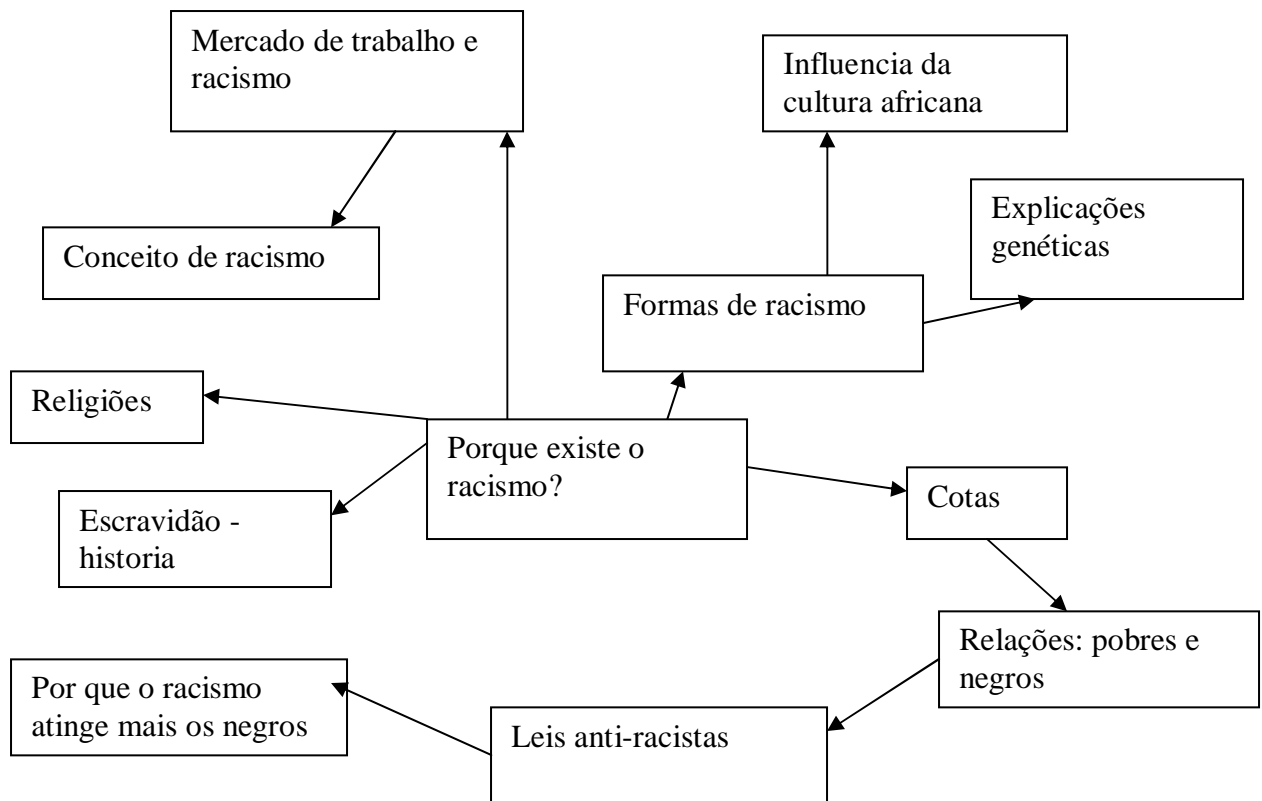 Mercado de trabalho e
racismo
Influencia da
cultura africana
Explicações
genéticas
Conceito de racismo
Formas de racismo
Religiões
Porque existe o
racismo?
Cotas
Escravidão -
historia
Relações: pobres e
negros
Por que o racismo
atinge mais os negros
Leis anti-racistas